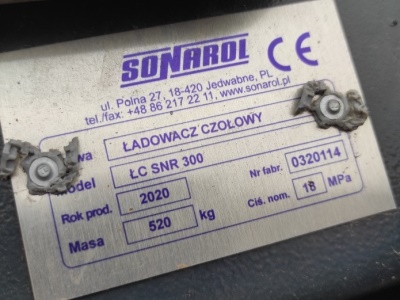 SONAROL CE
ul. Polna 27, 18-420 Jedwabne, PL
tel./fax: +48 86 217 22 11, www.sonarol.pl
wa ŁADOWACZ CZOŁOWY
Model ŁC SNR 300
Rok prod. 2020 Nr fabr. 0320114
Masa 520 kg Ciś. nom. 18 MPa